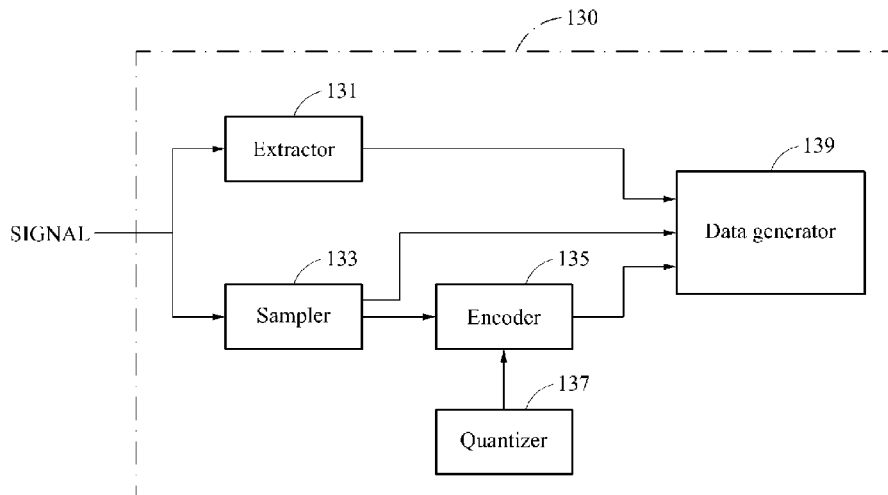 130
131
Extractor
139
Data generator
SIGNAL
133
Sampler
135
Encoder
137
Quantizer